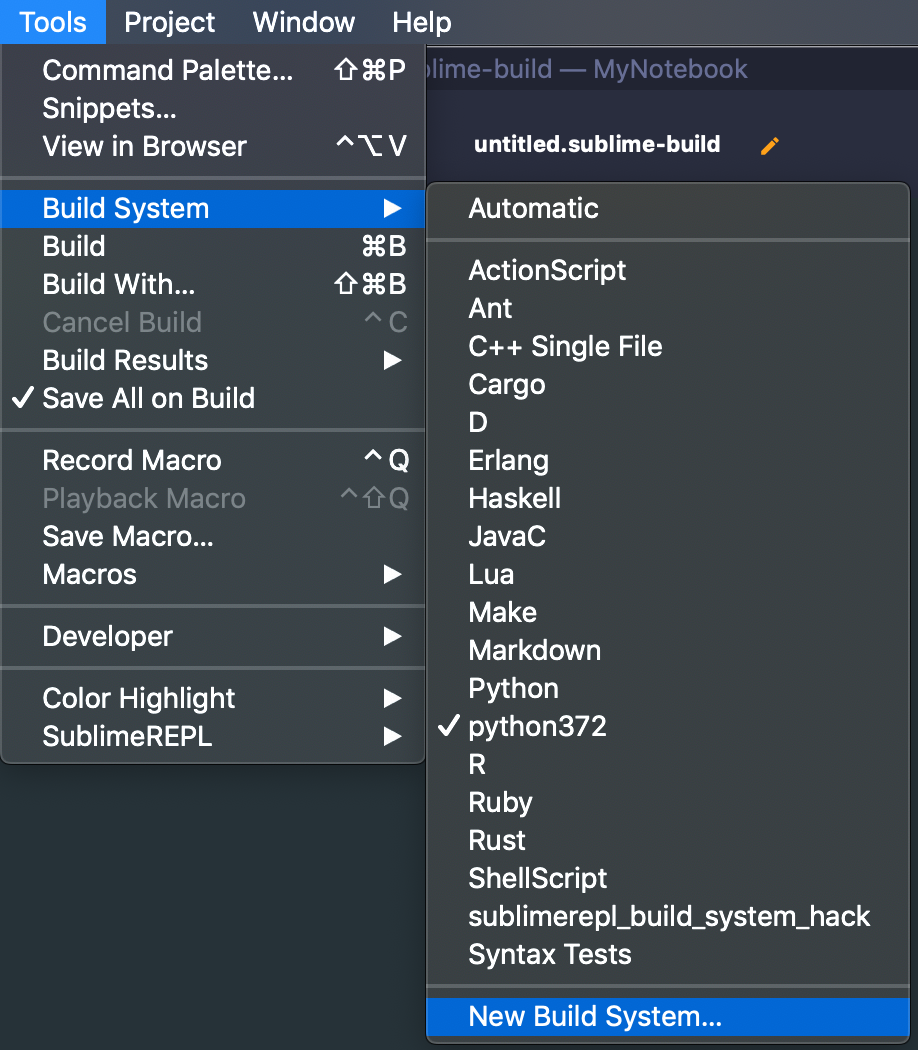 Tools Project Window Help
Command Palette... ⇧⌘P
Snippets...
View in Browser ^⌥V
Build System ▶
Build ⌘B
Build With... ⇧⌘B
Cancel Build ^C
Build Results ▶
✓ Save All on Build
Record Macro ^Q
Playback Macro ^⇧Q
Save Macro...
Macros ▶
Developer ▶
Color Highlight ▶
SublimeREPL ▶
lime-build — MyNotebook
untitled.sublime-build
Automatic
ActionScript
Ant
C++ Single File
Cargo
D
Erlang
Haskell
JavaC
Lua
Make
Markdown
Python
✓ python372
R
Ruby
Rust
ShellScript
sublimerepl_build_system_hack
Syntax Tests
New Build System...